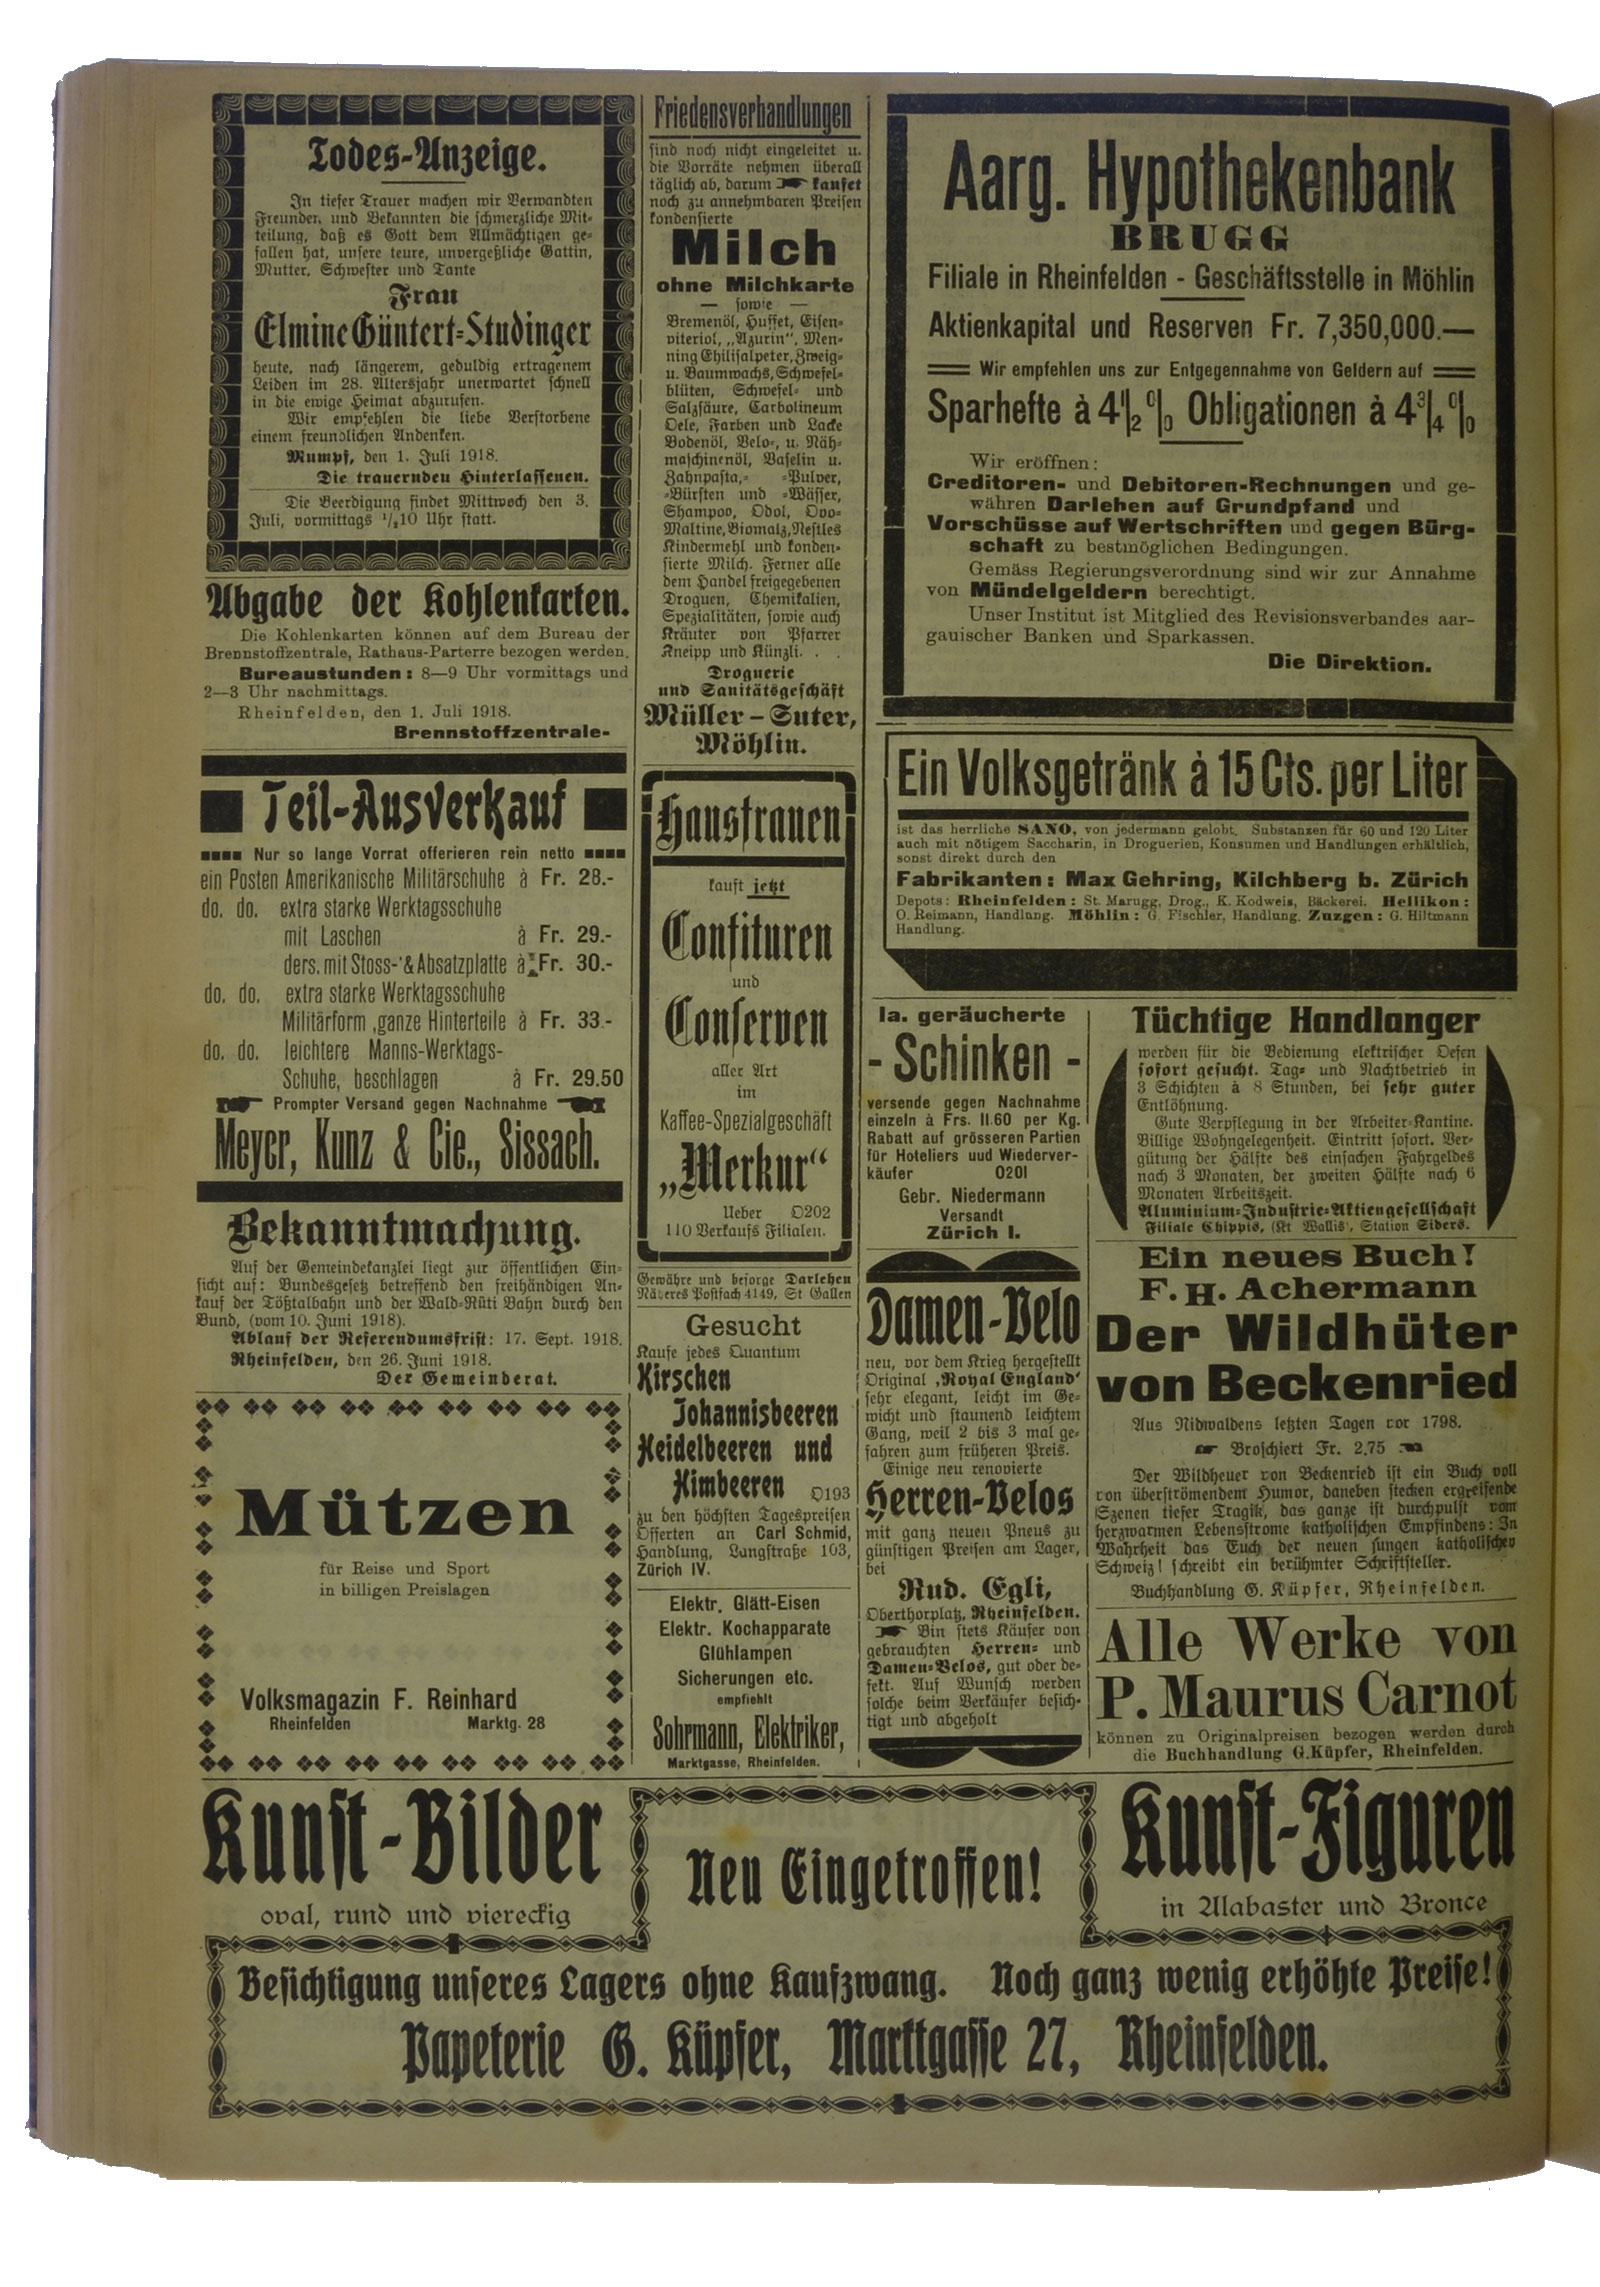 Todes-Anzeige.
In tiefer Trauer machen wir Verwandten
Freunden und Bekannten die schmerzliche Mit-
teilung, daß es Gott dem Allmächtigen ge-
fallen hat, unsere teure, unvergeßliche Gattin,
Mutter, Schwester und Tante
Frau
Elmine Güntert-Studinger
heute, nach längerem, geduldig ertragenem
Leiden im 28. Altersjahr unerwartet schnell
in die ewige Heimat abzurufen.
Wir empfehlen die liebe Verstorbene
einem freundlichen Andenken.
Mumpf, den 1. Juli 1918.
Die trauernden Hinterlassenen.
Die Beerdigung findet Mittwoch den 3.
Juli, vormittags 1/210 Uhr statt.
Abgabe der Kohlenkarten.
Die Kohlenkarten können auf dem Bureau der
Brennstoffzentrale, Rathaus-Parterre bezogen werden.
Bureaustunden: 8—9 Uhr vormittags und
2—3 Uhr nachmittags.
Rheinfelden, den 1. Juli 1918.
Brennstoffzentrale-
Teil-Ausverkauf
Nur so lange Vorrat offerieren rein netto
ein Posten Amerikanische Militärschuhe à Fr. 28.-
do. do. extra starke Werktagsschuhe
mit Laschen à Fr. 29.-
ders. mit Stoss-'& Absatzplatte à Fr. 30.-
do. do. extra starke Werktagsschuhe
Militärform ,ganze Hinterteile à Fr. 33.-
do. do. leichtere Manns-Werktags-
Schuhe, beschlagen à Fr. 29.50
Prompter Versand gegen Nachnahme
Meyer, Kunz & Cie., Sissach.
Bekanntmachung.
Auf der Gemeindekanzlei liegt zur öffentlichen Ein-
sicht auf: Bundesgesetz betreffend den freihändigen An-
kauf der Tößtalbahn und der Wald-Rüti Bahn durch den
Bund, (vom 10. Juni 1918).
Ablauf der Referendumsfrist: 17. Sept. 1918.
Rheinfelden, den 26. Juni 1918.
Der Gemeinderat.
Mützen
für Reise und Sport
in billigen Preislagen
Volksmagazin F. Reinhard
Rheinfelden Marktg. 28
Friedensverhandlungen
sind noch nicht eingeleitet u.
die Vorräte nehmen überall
täglich ab, darum kaufet
noch zu annehmbaren Preisen
kondensierte
Milch
ohne Milchkarte
— sowie —
Bremenöl, Huffet, Eisen-
viteriol, „Azurin“, Men-
ning Chilisalpeter, Zweig-
u. Baumwachs, Schwefel-
blüten, Schwefel- und
Salzsäure, Carbolineum
Oele, Farben und Lacke
Bodenöl, Velo-, u. Näh-
maschinenöl, Vaselin u.
Zahnpasta,- -Pulver,
-Bürsten und -Wässer,
Shampoo, Odol, Ovo-
Maltine, Biomalz, Nestles
Kindermehl und konden-
sierte Milch. Ferner alle
dem Handel freigegebenen
Droguen, Chemikalien,
Spezialitäten, sowie auch
Kräuter von Pfarrer
Kneipp und Künzli. . .
Droguerie
und Sanitätsgeschäft
Müller-Suter,
Möhlin.
Hausfrauen
kauft jetzt
Confituren
und
Conserven
aller Art
im
Kaffee-Spezialgeschäft
„Merkur“
Ueber O202
110 Verkaufs Filialen.
Gewähre und besorge Darlehen
Näheres Postfach 4149, St Gallen
Gesucht
Kaufe jedes Quantum
Kirschen
Johannisbeeren
Heidelbeeren und
Himbeeren O193
zu den höchsten Tagespreisen
Offerten an Carl Schmid,
Handlung, Langstraße 103,
Zürich IV.
Elektr. Glätt-Eisen
Elektr. Kochapparate
Glühlampen
Sicherungen etc.
empfiehlt
Sohrmann, Elektriker,
Marktgasse, Rheinfelden.
Aarg. Hypothekenbank
BRUGG
Filiale in Rheinfelden - Geschäftsstelle in Möhlin
Aktienkapital und Reserven Fr. 7,350,000.—
Wir empfehlen uns zur Entgegennahme von Geldern auf
Sparhefte à 4 1/2 % Obligationen à 4 3/4 %
Wir eröffnen:
Creditoren- und Debitoren-Rechnungen und ge-
währen Darlehen auf Grundpfand und
Vorschüsse auf Wertschriften und gegen Bürg-
schaft zu bestmöglichen Bedingungen.
Gemäss Regierungsverordnung sind wir zur Annahme
von Mündelgeldern berechtigt.
Unser Institut ist Mitglied des Revisionsverbandes aar-
gauischer Banken und Sparkassen.
Die Direktion.
Ein Volksgetränk à 15 Cts. per Liter
ist das herrliche SANO, von jedermann gelobt. Substanzen für 60 und 120 Liter
auch mit nötigem Saccharin, in Droguerien, Konsumen und Handlungen erhältlich,
sonst direkt durch den
Fabrikanten: Max Gehring, Kilchberg b. Zürich
Depots: Rheinfelden: St. Marugg, Drog., K. Kodweis, Bäckerei. Hellikon:
O. Reimann, Handlung. Möhlin: G. Fischler, Handlung. Zuzgen: G. Hiltmann
Handlung.
Ia. geräucherte
- Schinken -
versende gegen Nachnahme
einzeln à Frs. 11.60 per Kg.
Rabatt auf grösseren Partien
für Hoteliers uud Wiederver-
käufer O201
Gebr. Niedermann
Versandt
Zürich I.
Damen-Velo
neu, vor dem Krieg hergestellt
Original ‚Royal England‘
sehr elegant, leicht im Ge-
wicht und staunend leichtem
Gang, weil 2 bis 3 mal ge-
fahren zum früheren Preis.
Einige neu renovierte
Herren-Velos
mit ganz neuen Pneus zu
günstigen Preisen am Lager,
bei
Rud. Egli,
Oberthorplatz, Rheinfelden.
Bin stets Käufer von
gebrauchten Herren- und
Damen-Velos, gut oder de-
fekt. Auf Wunsch werden
solche beim Verkäufer besich-
tigt und abgeholt
Tüchtige Handlanger
werden für die Bedienung elektrischer Oefen
sofort gesucht. Tag- und Nachtbetrieb in
3 Schichten à 8 Stunden, bei sehr guter
Entlöhnung.
Gute Verpflegung in der Arbeiter-Kantine.
Billige Wohngelegenheit. Eintritt sofort. Ver-
gütung der Hälfte des einfachen Fahrgeldes
nach 3 Monaten, der zweiten Hälfte nach 6
Monaten Arbeitszeit.
Aluminium-Industrie-Aktiengesellschaft
Filiale Chippis, (Kt Wallis), Station Siders.
Ein neues Buch!
F. H. Achermann
Der Wildhüter
von Beckenried
Aus Nidwaldens letzten Tagen vor 1798.
Broschiert Fr. 2.75
Der Wildheuer von Beckenried ist ein Buch voll
von überströmendem Humor, daneben stecken ergreifende
Szenen tiefer Tragik, das ganze ist durchpulst vom
herzwarmen Lebensstrome katholischen Empfindens: In
Wahrheit das Buch der neuen jungen katholischen
Schweiz! schreibt ein berühmter Schriftsteller.
Buchhandlung G. Küpfer, Rheinfelden.
Alle Werke von
P. Maurus Carnot
können zu Originalpreisen bezogen werden durch
die Buchhandlung G. Küpfer, Rheinfelden.
Kunst-Bilder
oval, rund und viereckig
Neu Eingetroffen!
Kunst-Figuren
in Alabaster und Bronce
Besichtigung unseres Lagers ohne Kaufzwang. Noch ganz wenig erhöhte Preise!
Papeterie G. Küpfer, Marktgasse 27, Rheinfelden.